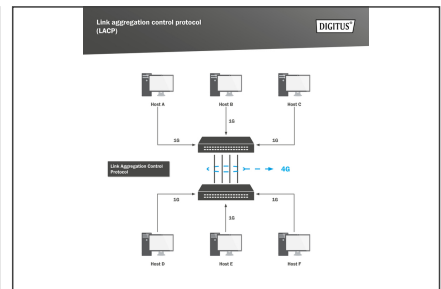 Link aggregation control protocol
(LACP)
DIGITUS®
Host A
Host B
Host C
1G
1G
1G
Link Aggregation Control
Protocol
4G
1G
1G
1G
Host D
Host E
Host F